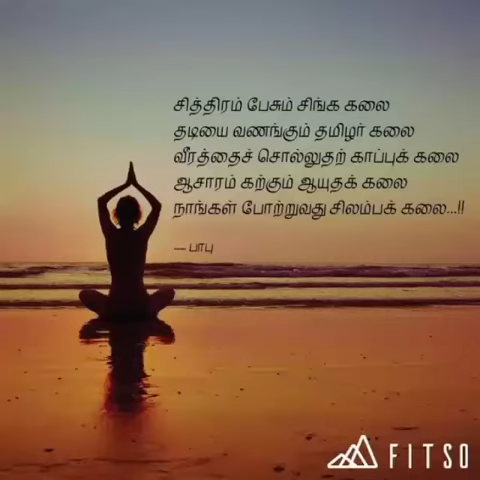 சித்திரம் பேசும் சிங்க கலை
தடியை வணங்கும் தமிழர் கலை
வீரத்தைச் சொல்லுதற் காப்புக் கலை
ஆசாரம் கற்கும் ஆயுதக் கலை
நாங்கள் போற்றுவது சிலம்பக் கலை...!!
— பாபு
FITSO